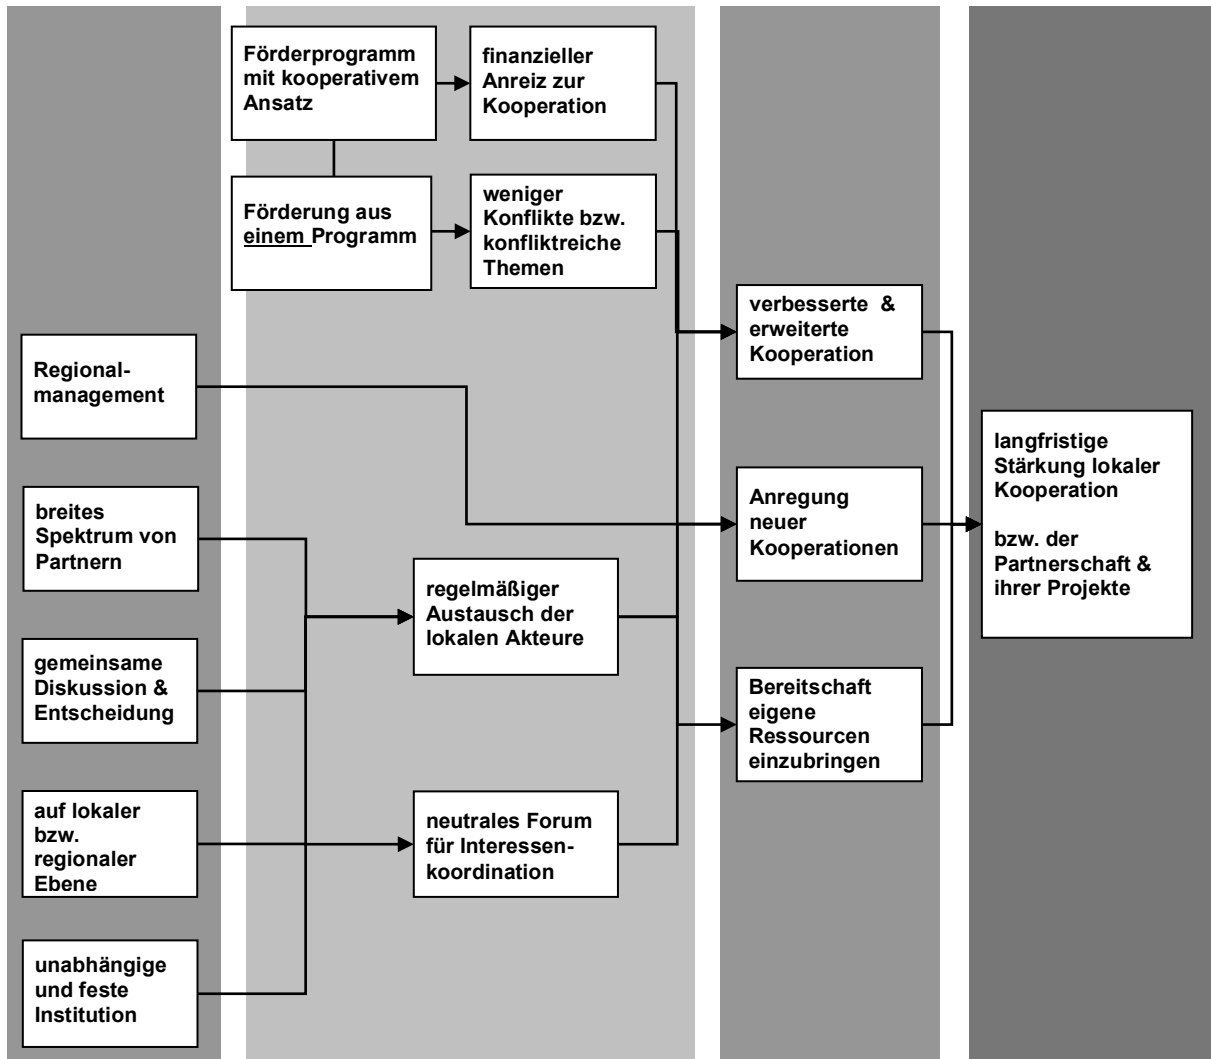 Förderprogramm
mit kooperativem
Ansatz
finanzieller
Anreiz zur
Kooperation
Förderung aus
einem Programm
weniger
Konflikte bzw.
konfliktreiche
Themen
Regional-
management
breites
Spektrum von
Partnern
gemeinsame
Diskussion &
Entscheidung
auf lokaler
bzw.
regionaler
Ebene
unabhängige
und feste
Institution
regelmäßiger
Austausch der
lokalen Akteure
neutrales Forum
für Interessen-
koordination
verbesserte &
erweiterte
Kooperation
Anregung
neuer
Kooperationen
Bereitschaft
eigene
Ressourcen
einzubringen
langfristige
Stärkung lokaler
Kooperation
bzw. der
Partnerschaft &
ihrer Projekte